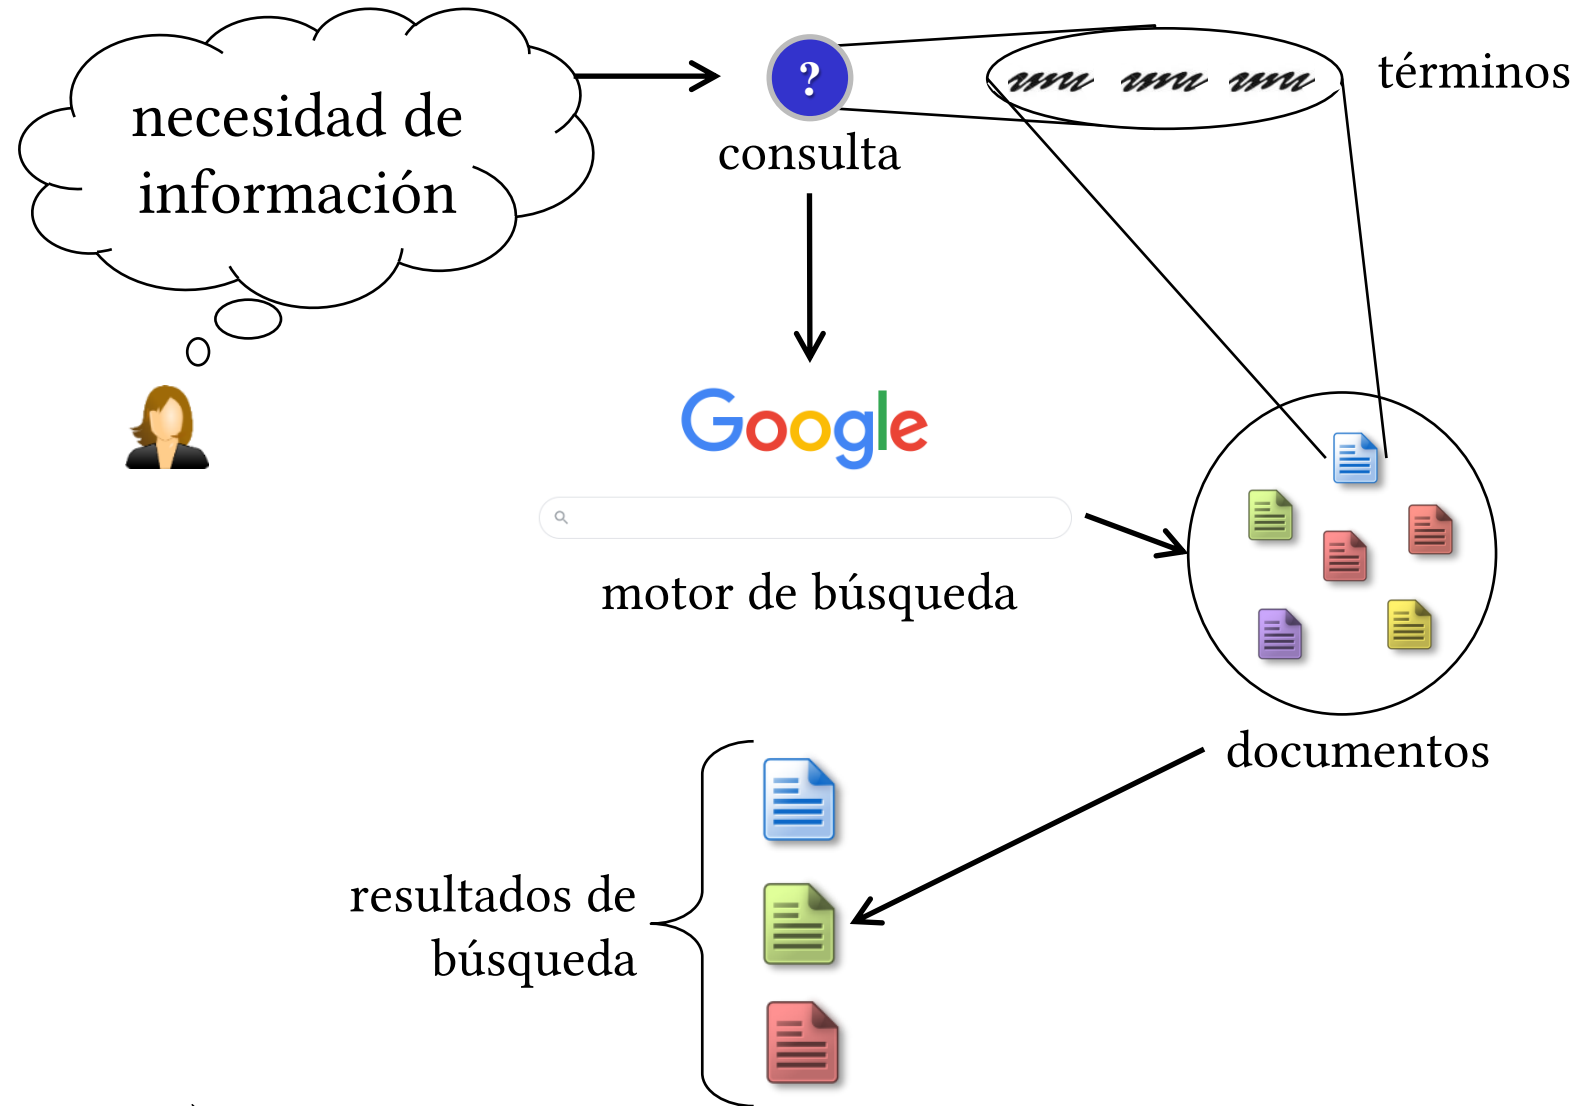 necesidad de
información
?
consulta
términos
Google
motor de búsqueda
documentos
resultados de
búsqueda